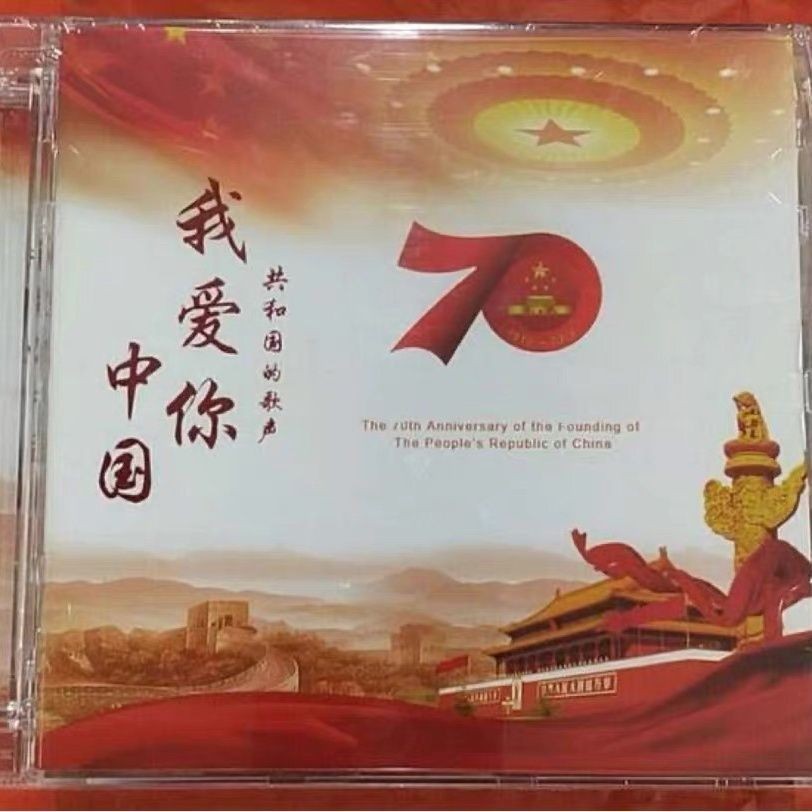 我爱你
中国
共和国的歌声
70
The 70th Anniversary of the Founding of
The People's Republic of China